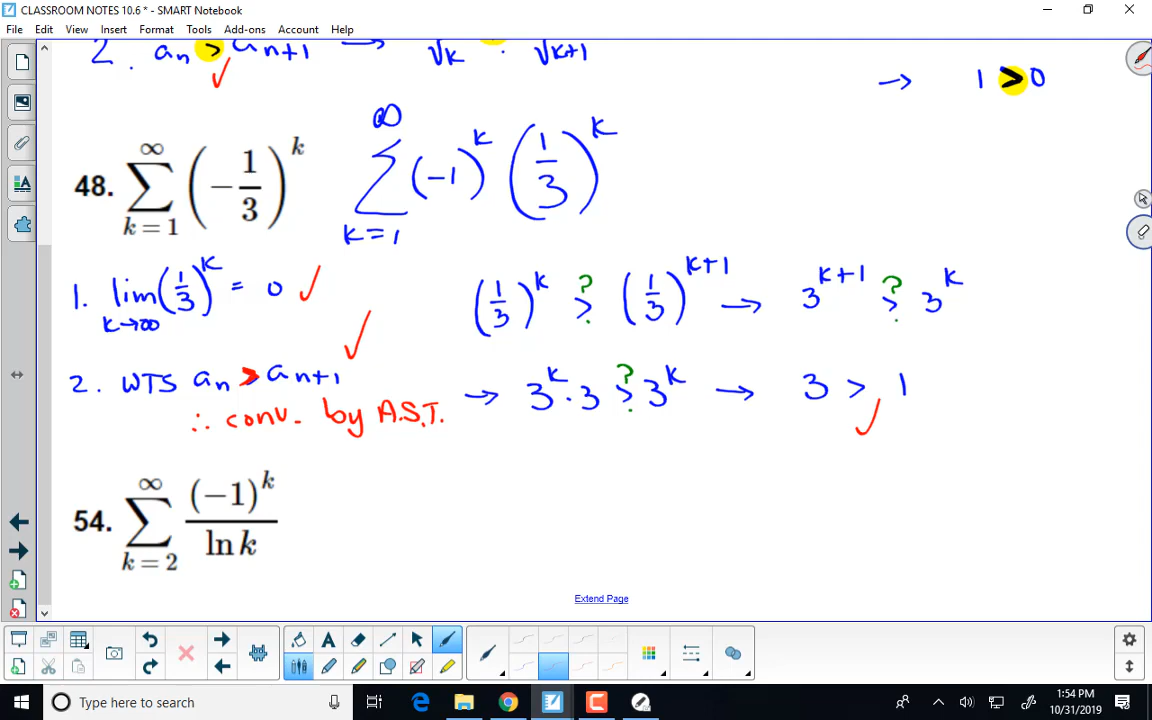 CLASSROOM NOTES 10.6 * - SMART Notebook
File Edit View Insert Format Tools Add-ons Account Help
2. an > an+1 → √k · √k+1
→ 1 > 0
48. ∞ ∑ k = 1 (−1/3)^k ∞ ∑ k=1 (−1)^k (1/3)^k
1. lim k→∞ (1/3)^k = 0 ✓ (1/3)^k ?> (1/3)^k+1 → 3^k+1 ?> 3^k
2. WTS an > an+1 ✓ → 3^k · 3 ?> 3^k → 3 > 1 ✓
∴ conv. by A.S.T.
54. ∞ ∑ k = 2 (−1)^k / ln k
Extend Page
Type here to search
1:54 PM
10/31/2019